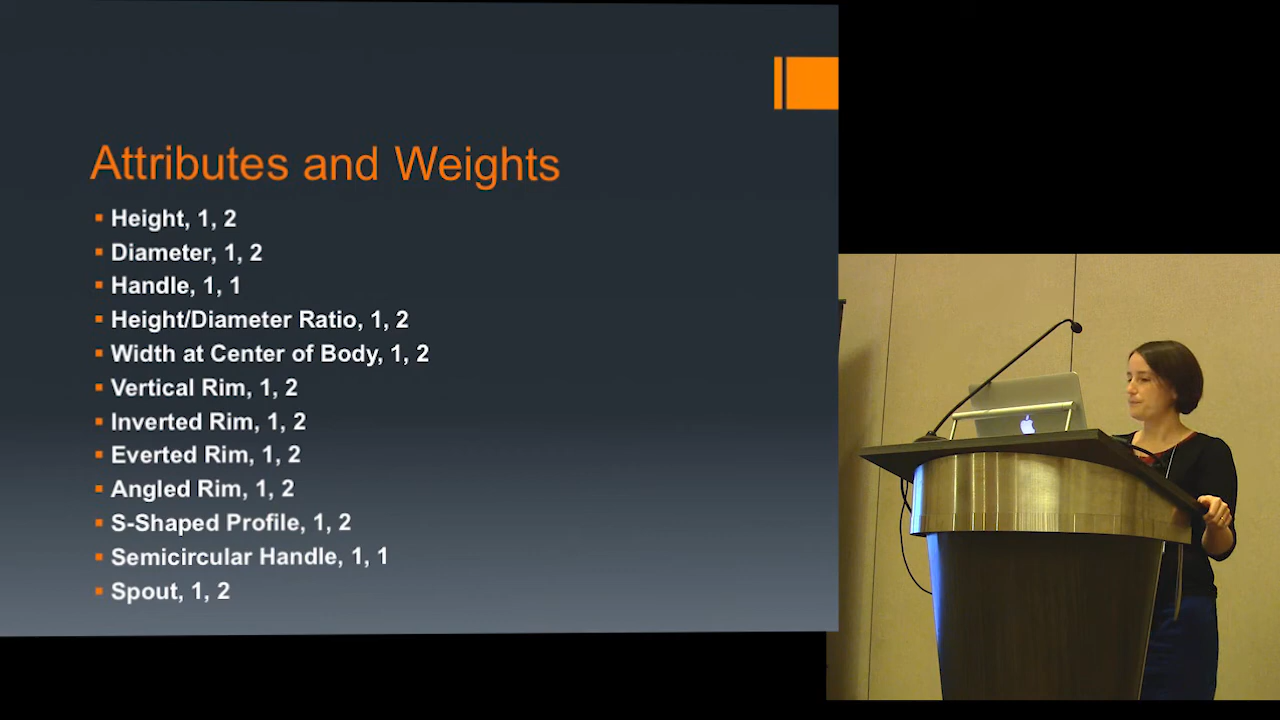 Attributes and Weights
Height, 1, 2
Diameter, 1, 2
Handle, 1, 1
Height/Diameter Ratio, 1, 2
Width at Center of Body, 1, 2
Vertical Rim, 1, 2
Inverted Rim, 1, 2
Everted Rim, 1, 2
Angled Rim, 1, 2
S-Shaped Profile, 1, 2
Semicircular Handle, 1, 1
Spout, 1, 2